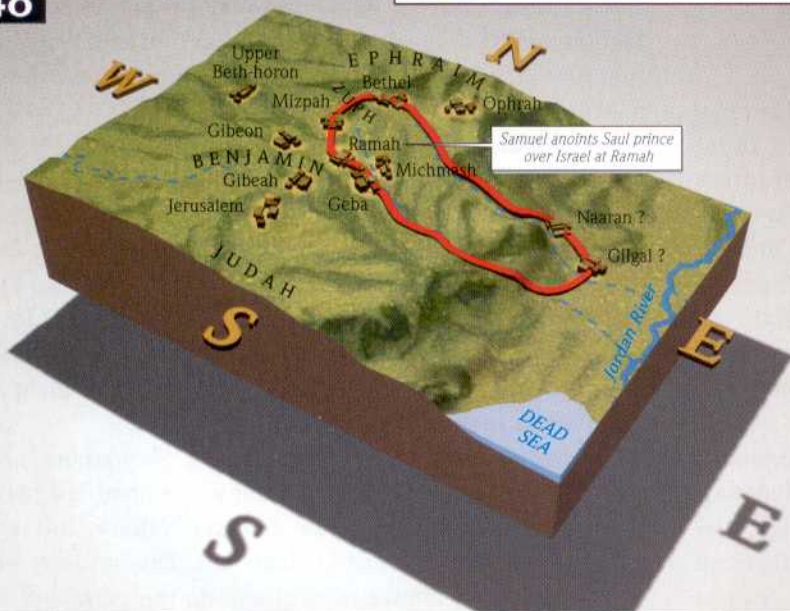 48
N
W
EPHRAIM
Upper
Beth-horon
Bethel
Ophrah
Mizpah
ZUPH
Gibeon
Ramah
Samuel anoints Saul prince
over Israel at Ramah
BENJAMIN
Michmash
Gibeah
Geba
Jerusalem
Naaran ?
Gilgal ?
JUDAH
Jordan River
S
E
DEAD
SEA
S
E